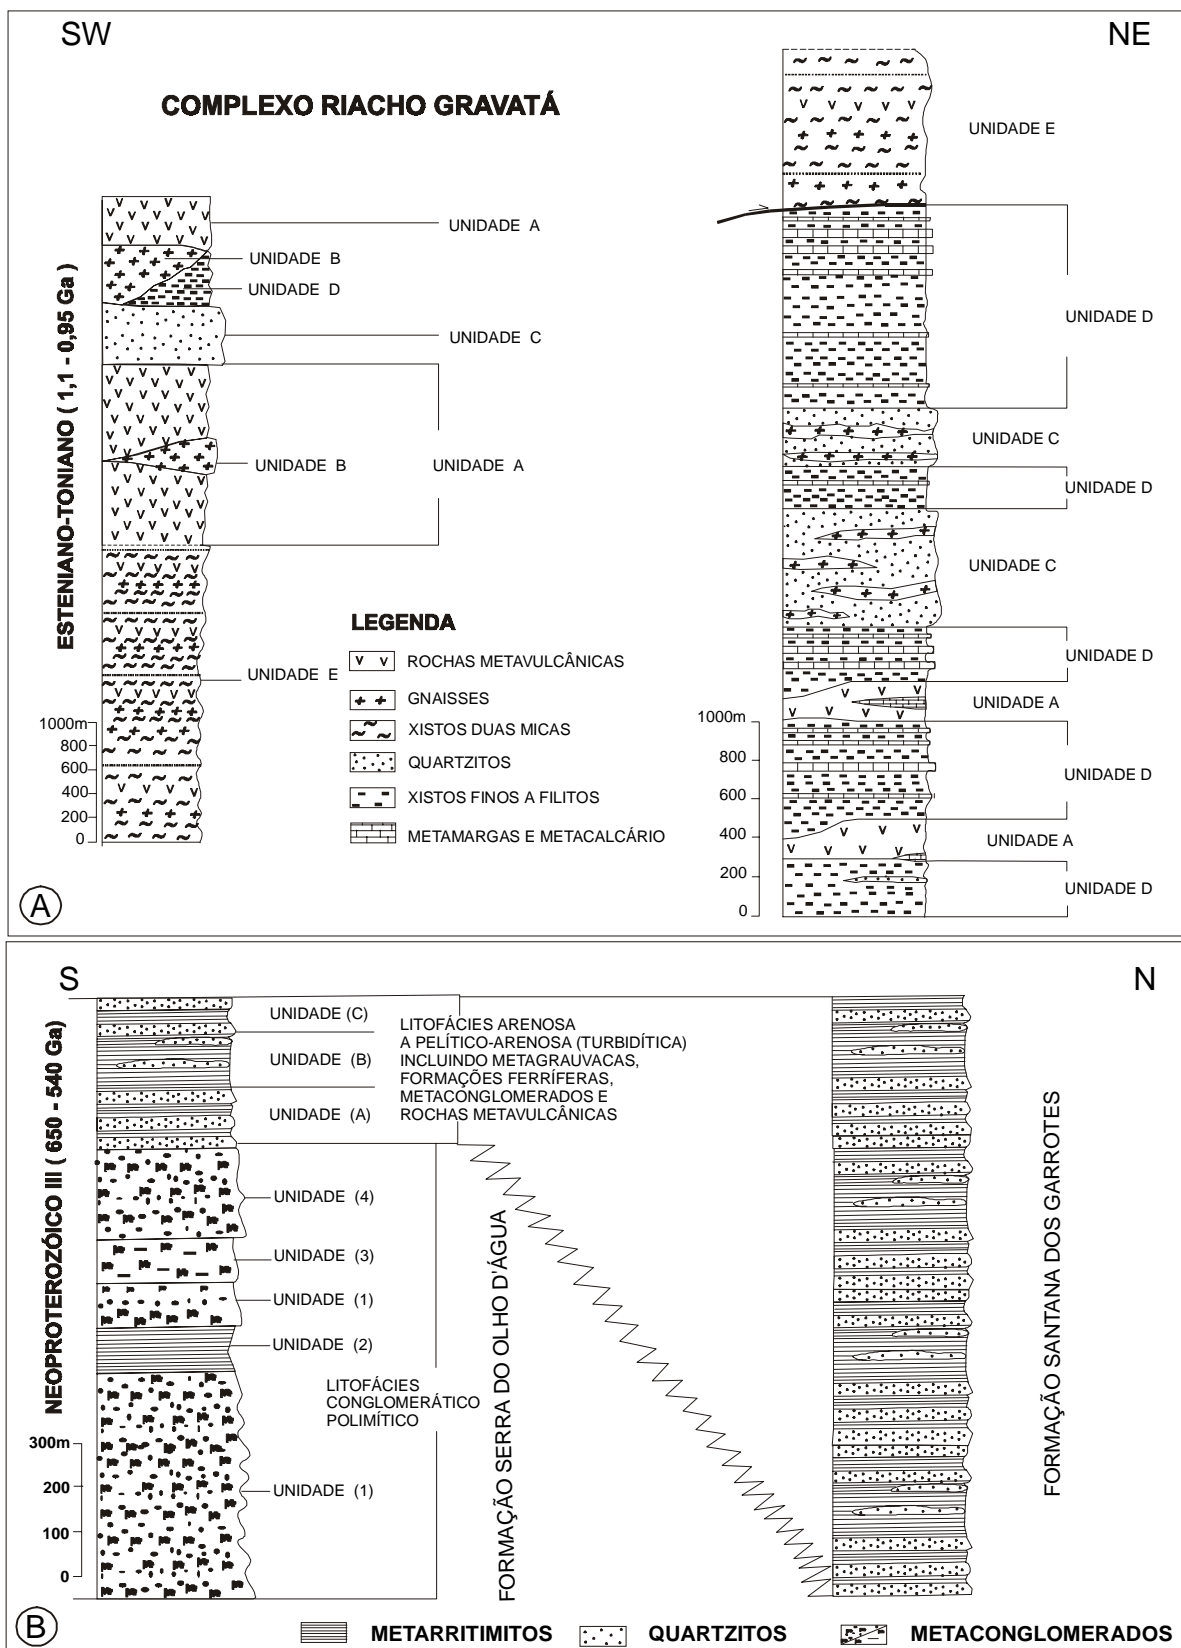 SW
NE
COMPLEXO RIACHO GRAVATÁ
ESTENIANO-TONIANO ( 1,1 - 0,95 Ga )
UNIDADE A
UNIDADE B
UNIDADE D
UNIDADE C
UNIDADE B
UNIDADE A
UNIDADE E
1000m
800
600
400
200
0
LEGENDA
ROCHAS METAVULCÂNICAS
GNAISSES
XISTOS DUAS MICAS
QUARTZITOS
XISTOS FINOS A FILITOS
METAMARGAS E METACALCÁRIO
UNIDADE E
UNIDADE D
UNIDADE C
UNIDADE D
UNIDADE C
UNIDADE D
UNIDADE A
UNIDADE D
UNIDADE A
UNIDADE D
1000m
800
600
400
200
0
A
S
N
NEOPROTEROZÓICO III ( 650 - 540 Ga)
UNIDADE (C)
UNIDADE (B)
UNIDADE (A)
LITOFÁCIES ARENOSA
A PELÍTICO-ARENOSA (TURBIDÍTICA)
INCLUINDO METAGRAUVACAS,
FORMAÇÕES FERRÍFERAS,
METACONGLOMERADOS E
ROCHAS METAVULCÂNICAS
UNIDADE (4)
UNIDADE (3)
UNIDADE (1)
UNIDADE (2)
LITOFÁCIES
CONGLOMERÁTICO
POLIMÍTICO
UNIDADE (1)
300m
200
100
0
FORMAÇÃO SERRA DO OLHO D'ÁGUA
FORMAÇÃO SANTANA DOS GARROTES
B
METARRITIMITOS
QUARTZITOS
METACONGLOMERADOS